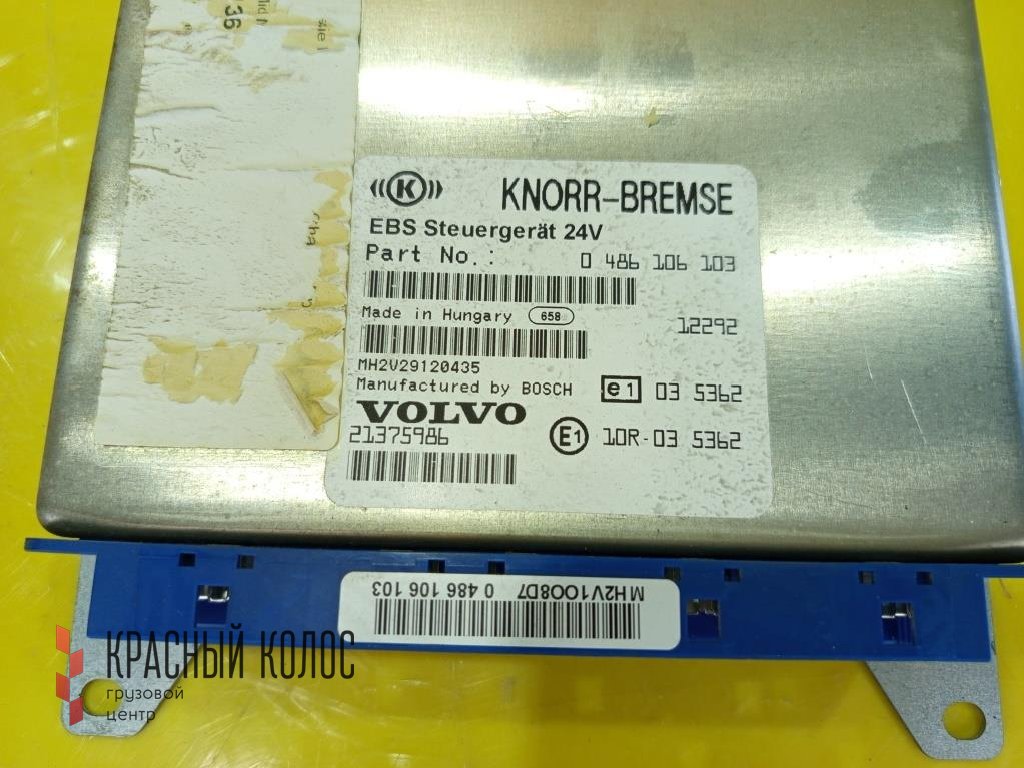 36
KNORR-BREMSE
EBS Steuergerät 24V
Part No.: 0 486 106 103
Made in Hungary 658
12292
MH2V29120435
Manufactured by BOSCH e1 03 5362
VOLVO
21375986 E1 10R-03 5362
MH2V1008D7 0 486 106 103
КРАСНЫЙ КОЛОС
грузовой
центр